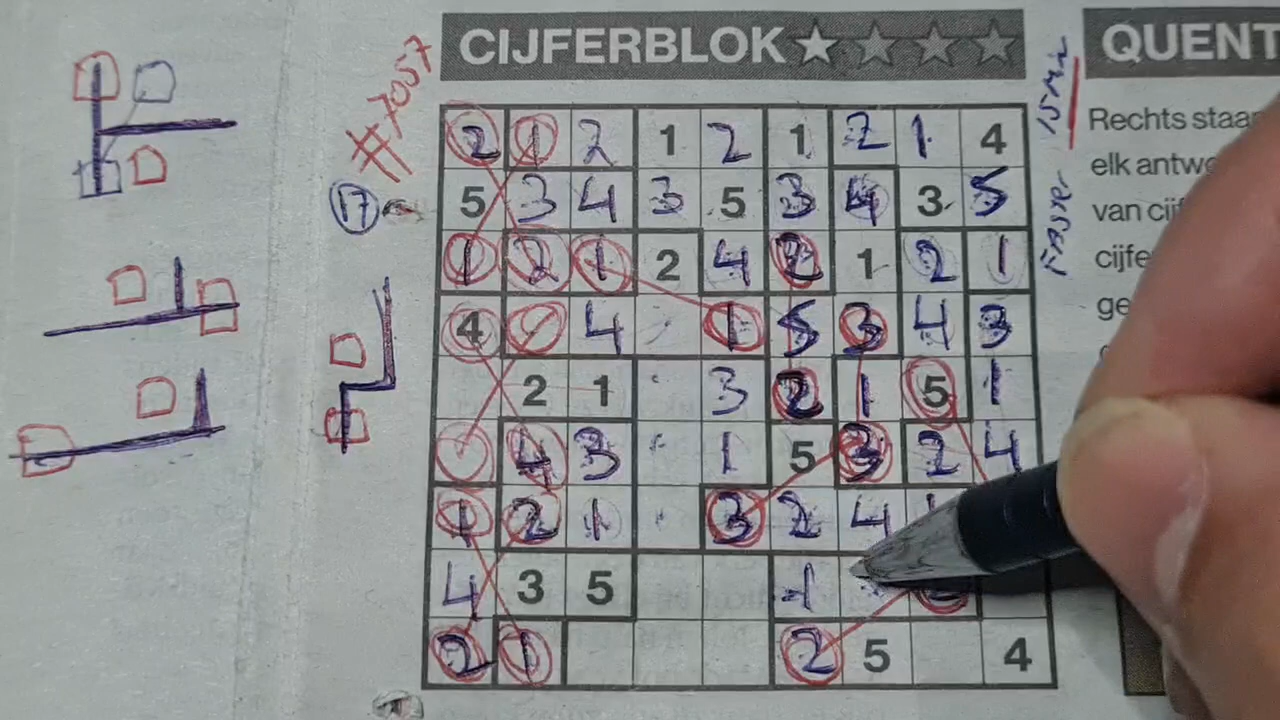 CIJFERBLOK
QUENT
#7057
15 Min
FASTER
17
Rechts staa
elk antw
van cij
cijfe
ge
2 1 2 1 2 1 2 1 4
5 3 4 3 5 3 4 3 5
1 2 1 2 4 2 1 2 1
4 4 1 5 3 4 3
2 1 3 2 1 5 1
4 3 1 5 3 2 4
1 2 1 3 2 4
4 3 5 1
2 1 2 5 4